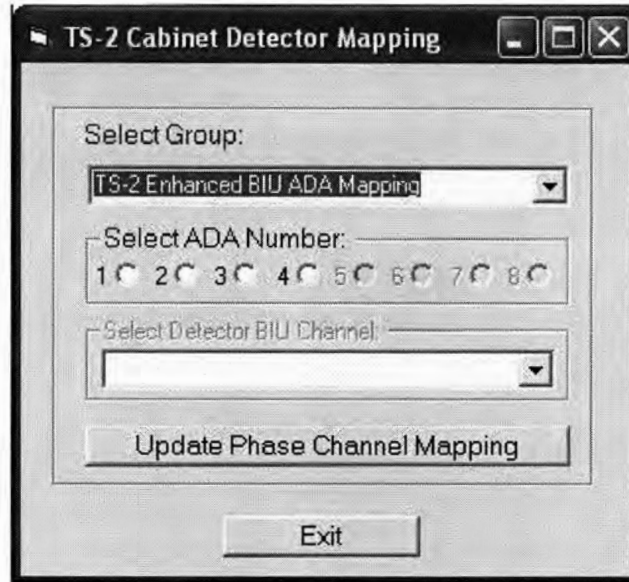 TS-2 Cabinet Detector Mapping
Select Group:
TS-2 Enhanced BIU ADA Mapping
Select ADA Number:
1 2 3 4 5 6 7 8
Select Detector BIU Channel:
Update Phase Channel Mapping
Exit